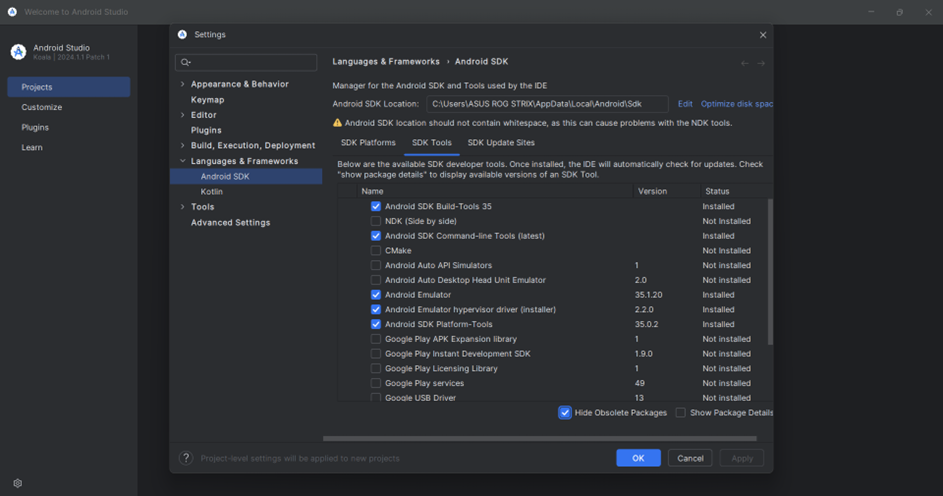 Welcome to Android Studio
Android Studio
Koala | 2024.1.1 Patch 1
Projects
Customize
Plugins
Learn
Settings
Appearance & Behavior
Keymap
Editor
Plugins
Build, Execution, Deployment
Languages & Frameworks
Android SDK
Kotlin
Tools
Advanced Settings
Languages & Frameworks › Android SDK
Manager for the Android SDK and Tools used by the IDE
Android SDK Location: C:\Users\ASUS ROG STRIX\AppData\Local\Android\Sdk Edit Optimize disk spac
Android SDK location should not contain whitespace, as this can cause problems with the NDK tools.
SDK Platforms SDK Tools SDK Update Sites
Below are the available SDK developer tools. Once installed, the IDE will automatically check for updates. Check
"show package details" to display available versions of an SDK Tool.
Name Version Status
Android SDK Build-Tools 35 Installed
NDK (Side by side) Not Installed
Android SDK Command-line Tools (latest) Installed
CMake Not Installed
Android Auto API Simulators 1 Not installed
Android Auto Desktop Head Unit Emulator 2.0 Not installed
Android Emulator 35.1.20 Installed
Android Emulator hypervisor driver (installer) 2.2.0 Installed
Android SDK Platform-Tools 35.0.2 Installed
Google Play APK Expansion library 1 Not installed
Google Play Instant Development SDK 1.9.0 Not installed
Google Play Licensing Library 1 Not installed
Google Play services 49 Not installed
Google USB Driver 13 Not installed
Hide Obsolete Packages Show Package Details
? Project-level settings will be applied to new projects
OK Cancel Apply